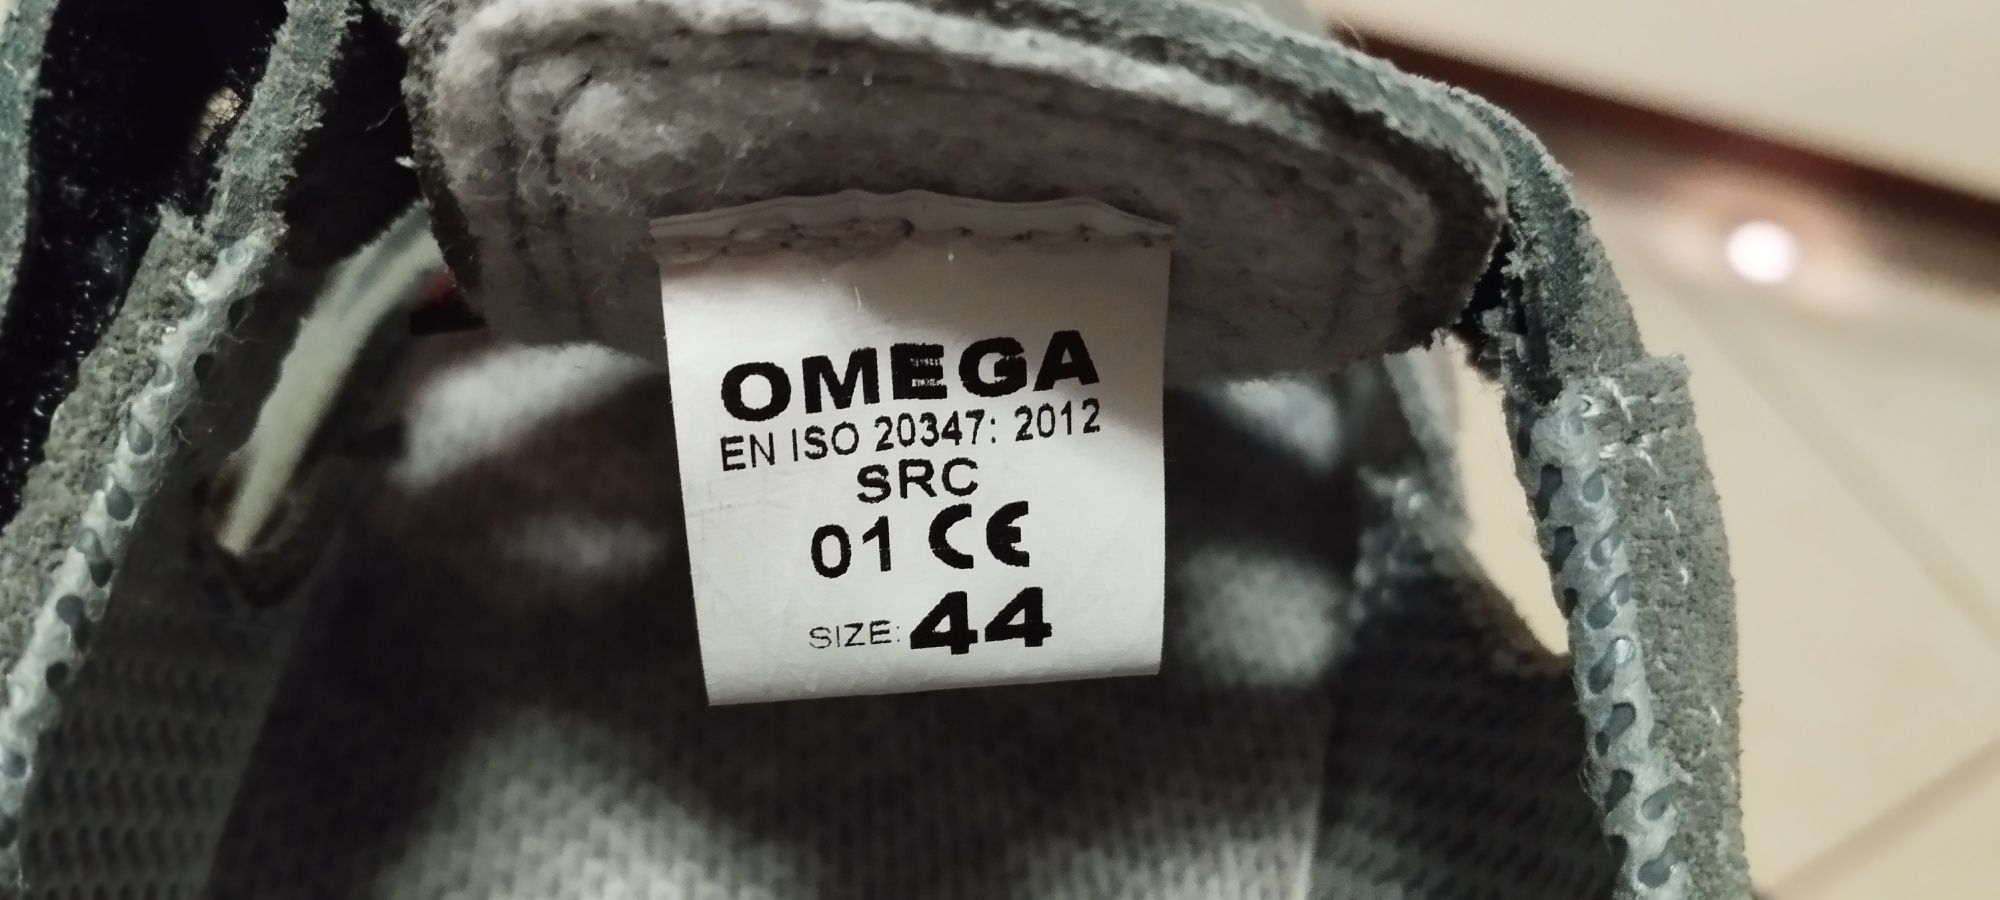 OMEGA
EN ISO 20347: 2012
SRC
01 CE
SIZE: 44